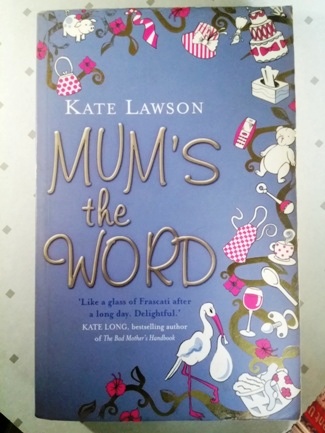 KATE LAWSON
MUM'S
the
WORD
'Like a glass of Frascati after
a long day. Delightful.'
KATE LONG, bestselling author
of The Bad Mother's Handbook